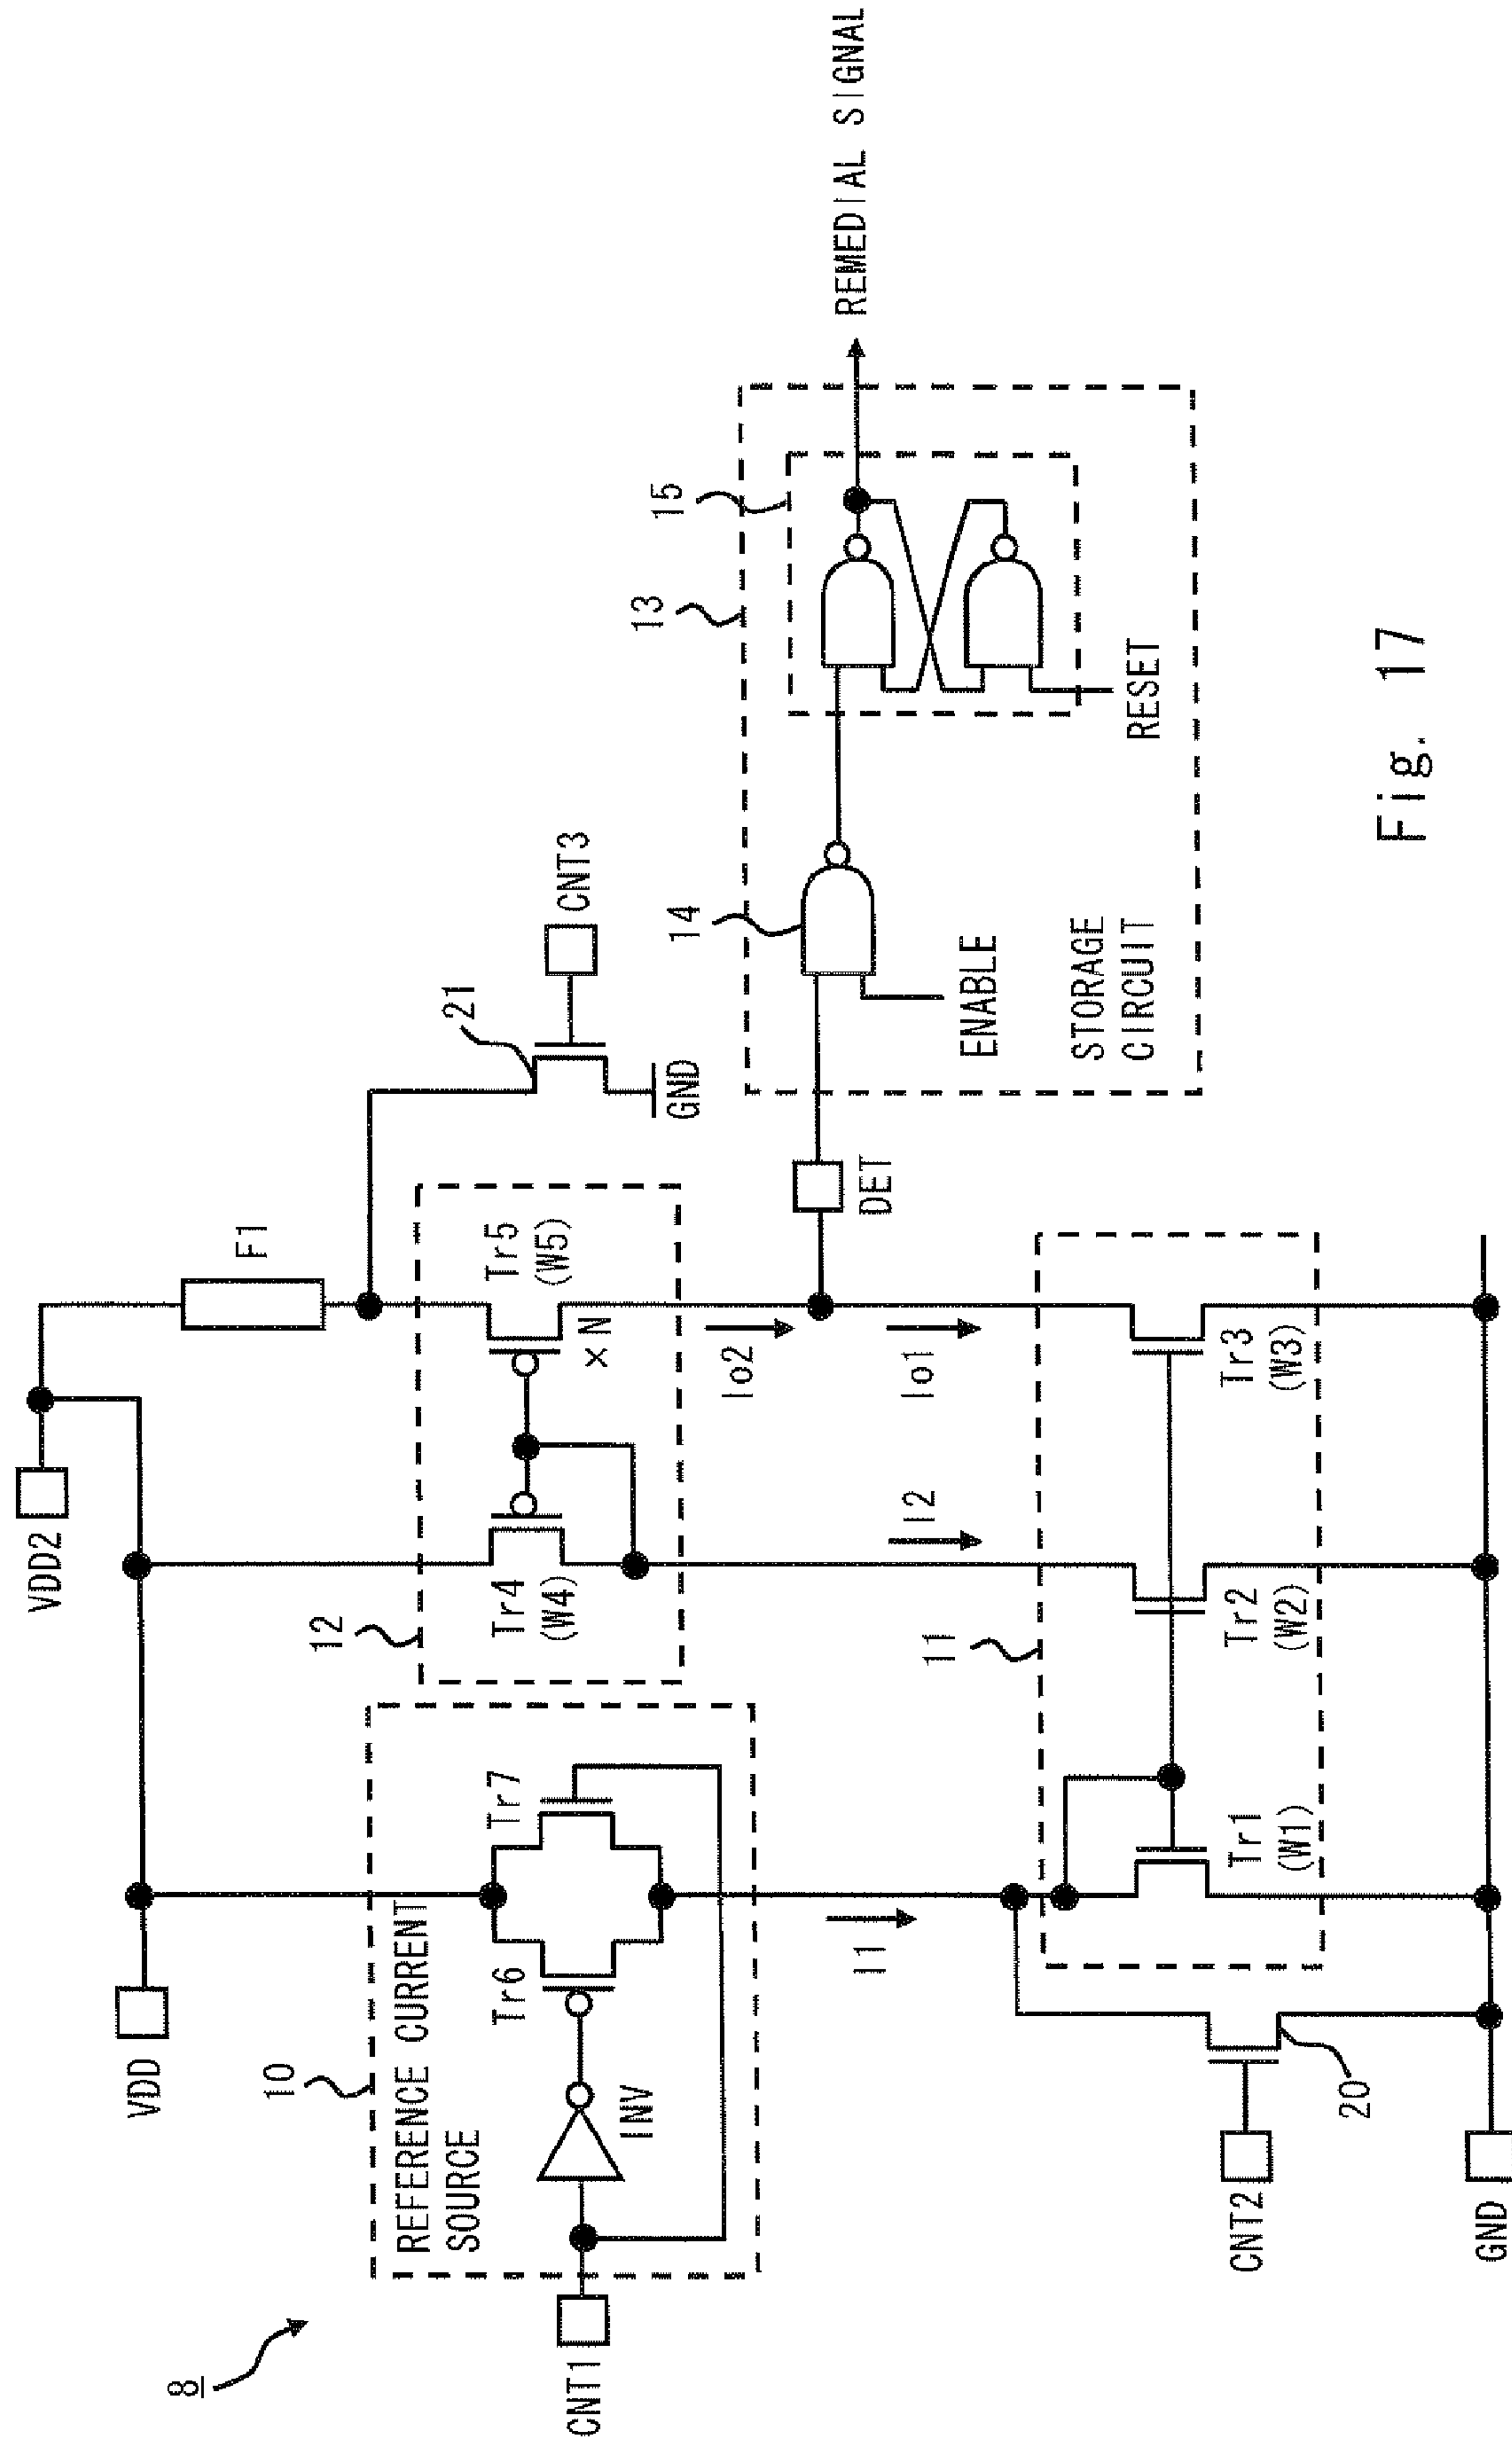 8
VDD
VDD2
F1
10
REFERENCE CURRENT
SOURCE
CNT1
INV
Tr6
Tr7
12
Tr4
(W4)
Tr5
(W5)
×N
21
CNT3
GND
I1
I2
Io2
Io1
DET
13
14
15
ENABLE
RESET
STORAGE
CIRCUIT
REMEDIAL SIGNAL
11
Tr1
(W1)
Tr2
(W2)
Tr3
(W3)
CNT2
20
GND
Fig. 17